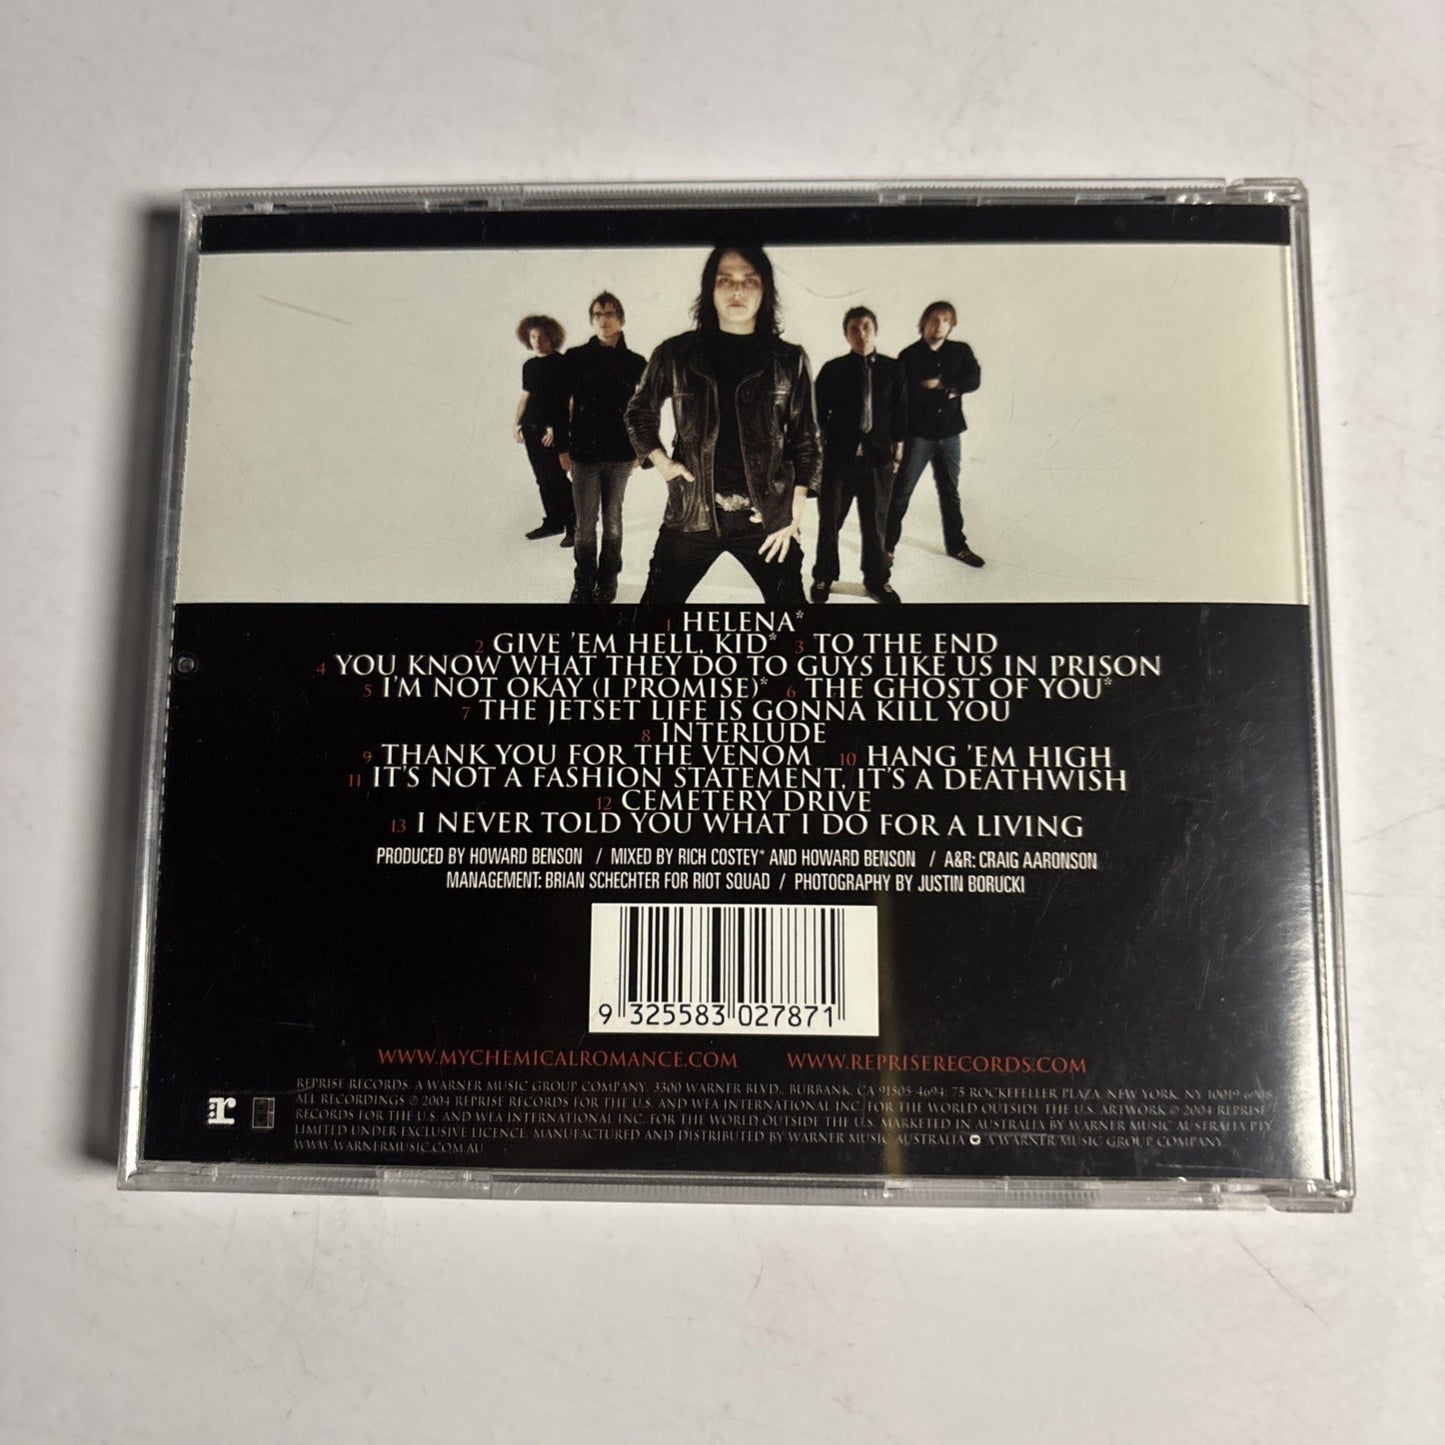 1 HELENA*
2 GIVE 'EM HELL, KID* 3 TO THE END
4 YOU KNOW WHAT THEY DO TO GUYS LIKE US IN PRISON
5 I'M NOT OKAY (I PROMISE)* 6 THE GHOST OF YOU*
7 THE JETSET LIFE IS GONNA KILL YOU
8 INTERLUDE
9 THANK YOU FOR THE VENOM 10 HANG 'EM HIGH
11 IT'S NOT A FASHION STATEMENT, IT'S A DEATHWISH
12 CEMETERY DRIVE
13 I NEVER TOLD YOU WHAT I DO FOR A LIVING
PRODUCED BY HOWARD BENSON / MIXED BY RICH COSTEY* AND HOWARD BENSON / A&R: CRAIG AARONSON
MANAGEMENT: BRIAN SCHECHTER FOR RIOT SQUAD / PHOTOGRAPHY BY JUSTIN BORUCKI
9 325583 027871
WWW.MYCHEMICALROMANCE.COM WWW.REPRISERECORDS.COM
REPRISE RECORDS. A WARNER MUSIC GROUP COMPANY, 3300 WARNER BLVD., BURBANK, CA 91505-4694; 75 ROCKEFELLER PLAZA, NEW YORK, NY 10019-6908
ALL RECORDINGS ℗ 2004 REPRISE RECORDS FOR THE U.S. AND WEA INTERNATIONAL INC. FOR THE WORLD OUTSIDE THE U.S. ARTWORK © 2004 REPRISE
RECORDS FOR THE U.S. AND WEA INTERNATIONAL INC. FOR THE WORLD OUTSIDE THE U.S. MARKETED IN AUSTRALIA BY WARNER MUSIC AUSTRALIA PTY
LIMITED UNDER EXCLUSIVE LICENCE. MANUFACTURED AND DISTRIBUTED BY WARNER MUSIC AUSTRALIA A WARNER MUSIC GROUP COMPANY.
WWW.WARNERMUSIC.COM.AU